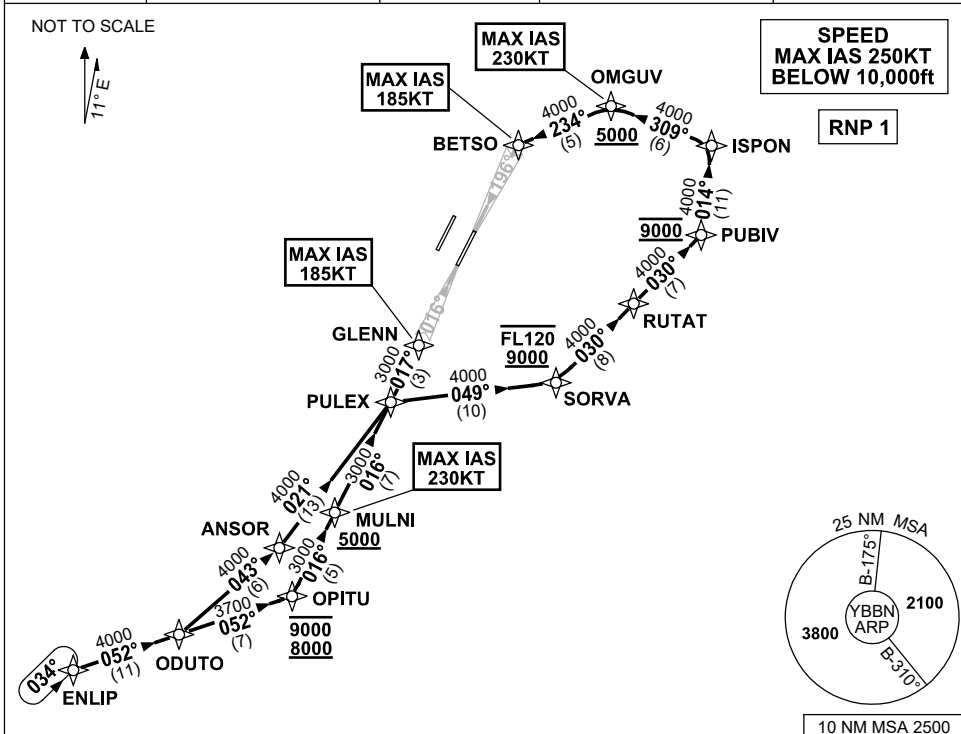 NOT TO SCALE
11° E
MAX IAS
230KT
SPEED
MAX IAS 250KT
BELOW 10,000ft
RNP 1
MAX IAS
185KT
OMGUV
5000
BETSO
4000
234°
(5)
4000
309°
(6)
ISPON
196°
4000
014°
(11)
9000
PUBIV
MAX IAS
185KT
016°
4000
030°
(7)
RUTAT
GLENN
FL120
9000
4000
030°
(8)
3000
017°
(3)
PULEX
4000
049°
(10)
SORVA
MAX IAS
230KT
4000
021°
(13)
3000
016°
(7)
ANSOR
MULNI
5000
4000
043°
(6)
3000
016°
(5)
OPITU
9000
8000
3700
052°
(7)
ODUTO
4000
052°
(11)
034°
ENLIP
25 NM MSA
B-175°
YBBN
ARP
2100
3800
B-310°
10 NM MSA 2500